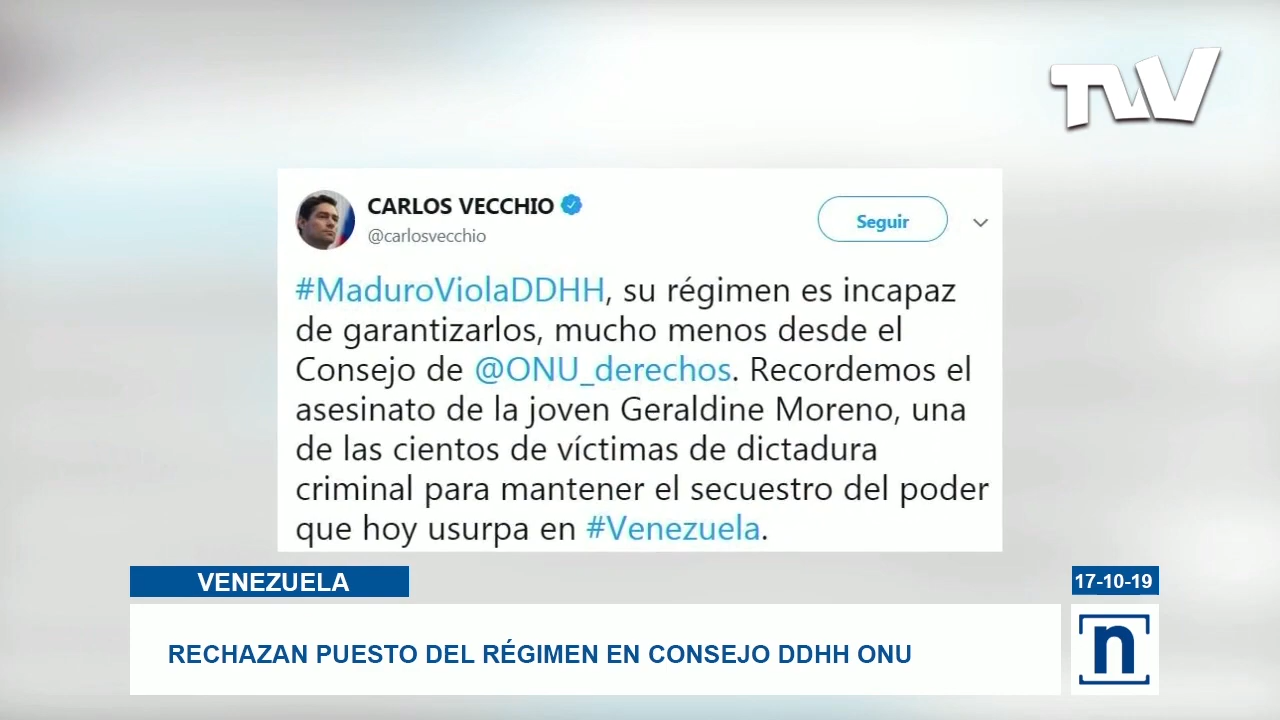 TVV
CARLOS VECCHIO
@carlosvecchio
Seguir
#MaduroViolaDDHH, su régimen es incapaz
de garantizarlos, mucho menos desde el
Consejo de @ONU_derechos. Recordemos el
asesinato de la joven Geraldine Moreno, una
de las cientos de víctimas de dictadura
criminal para mantener el secuestro del poder
que hoy usurpa en #Venezuela.
VENEZUELA
17-10-19
RECHAZAN PUESTO DEL RÉGIMEN EN CONSEJO DDHH ONU
n